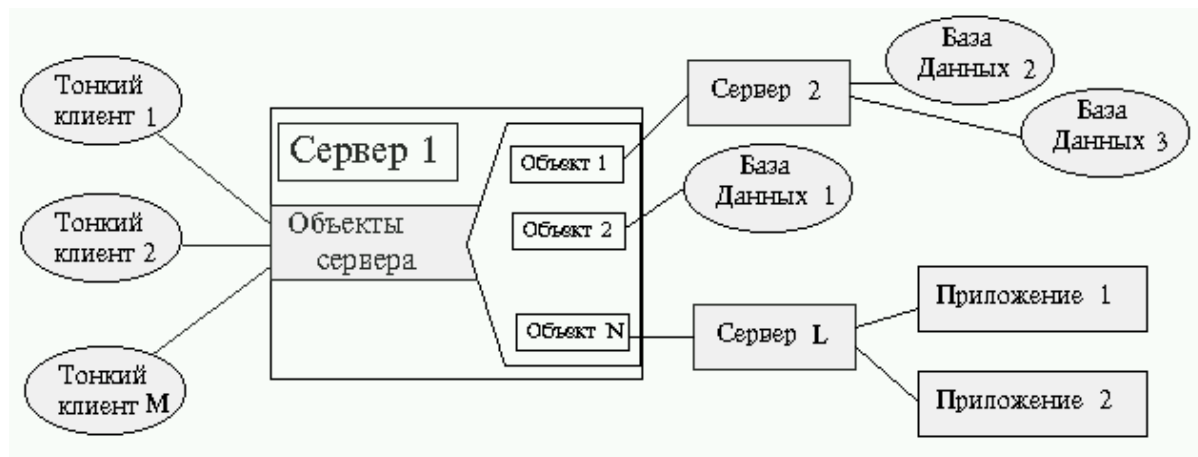 Тонкий
клиент 1
Тонкий
клиент 2
Тонкий
клиент М
Сервер 1
Объекты
сервера
Объект 1
Объект 2
Объект N
Сервер 2
База
Данных 2
База
Данных 3
База
Данных 1
Сервер L
Приложение 1
Приложение 2